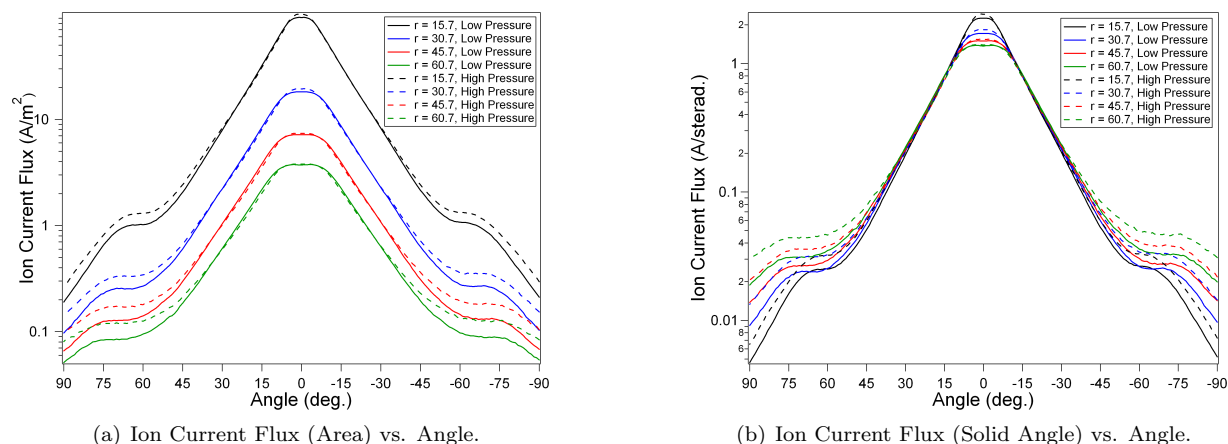 Ion Current Flux (A/m²)
10
1
0.1
r = 15.7, Low Pressure
r = 30.7, Low Pressure
r = 45.7, Low Pressure
r = 60.7, Low Pressure
r = 15.7, High Pressure
r = 30.7, High Pressure
r = 45.7, High Pressure
r = 60.7, High Pressure
90 75 60 45 30 15 0 -15 -30 -45 -60 -75 -90
Angle (deg.)
(a) Ion Current Flux (Area) vs. Angle.
Ion Current Flux (A/sterad.)
2
1
8
6
4
2
0.1
8
6
4
2
0.01
8
6
4
r = 15.7, Low Pressure
r = 30.7, Low Pressure
r = 45.7, Low Pressure
r = 60.7, Low Pressure
r = 15.7, High Pressure
r = 30.7, High Pressure
r = 45.7, High Pressure
r = 60.7, High Pressure
90 75 60 45 30 15 0 -15 -30 -45 -60 -75 -90
Angle (deg.)
(b) Ion Current Flux (Solid Angle) vs. Angle.